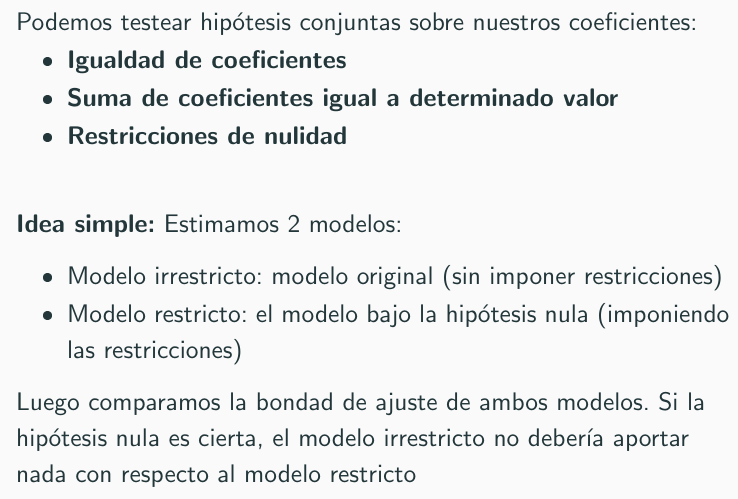 Podemos testear hipótesis conjuntas sobre nuestros coeficientes:
• Igualdad de coeficientes
• Suma de coeficientes igual a determinado valor
• Restricciones de nulidad
Idea simple: Estimamos 2 modelos:
• Modelo irrestricto: modelo original (sin imponer restricciones)
• Modelo restricto: el modelo bajo la hipótesis nula (imponiendo
las restricciones)
Luego comparamos la bondad de ajuste de ambos modelos. Si la
hipótesis nula es cierta, el modelo irrestricto no debería aportar
nada con respecto al modelo restricto